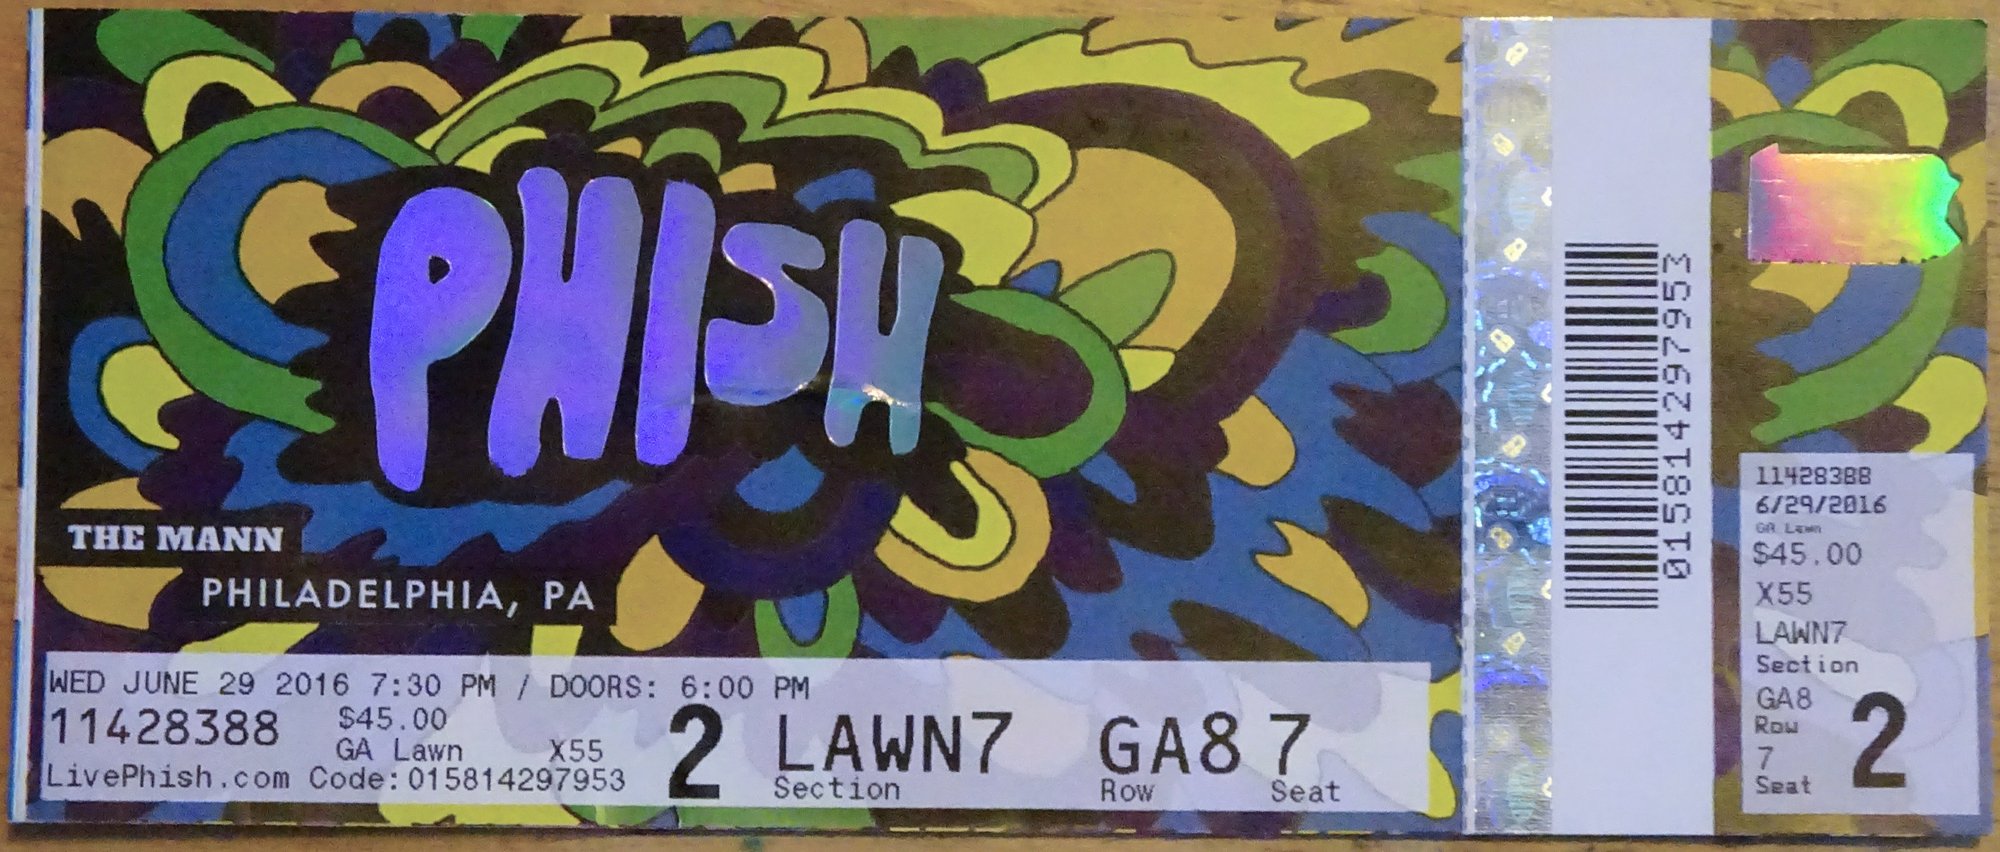 PHISH
THE MANN
PHILADELPHIA, PA
WED JUNE 29 2016 7:30 PM / DOORS: 6:00 PM
11428388
$45.00
GA Lawn
X55
LivePhish.com Code:015814297953
2
LAWN7
Section
GA8
Row
7
Seat
015814297953
11428388
6/29/2016
GA Lawn
$45.00
X55
LAWN7
Section
GA8
Row
7
Seat
2